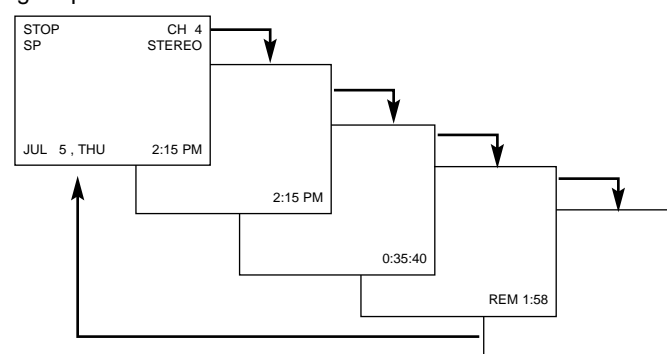 STOP CH 4
SP STEREO
JUL 5 , THU 2:15 PM
2:15 PM
0:35:40
REM 1:58